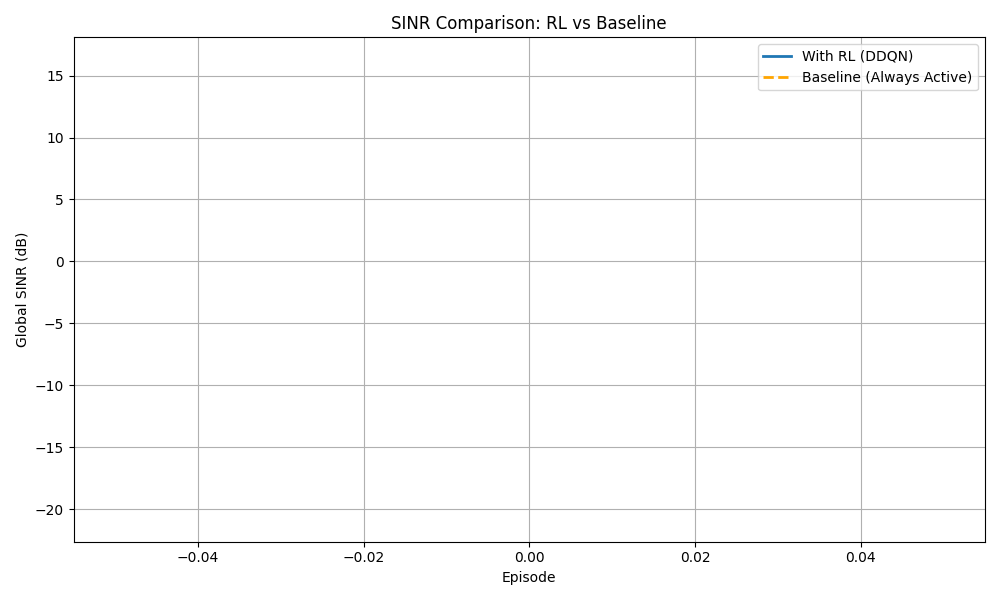 SINR Comparison: RL vs Baseline
With RL (DDQN)
Baseline (Always Active)
Global SINR (dB)
15
10
5
0
−5
−10
−15
−20
−0.04
−0.02
0.00
0.02
0.04
Episode